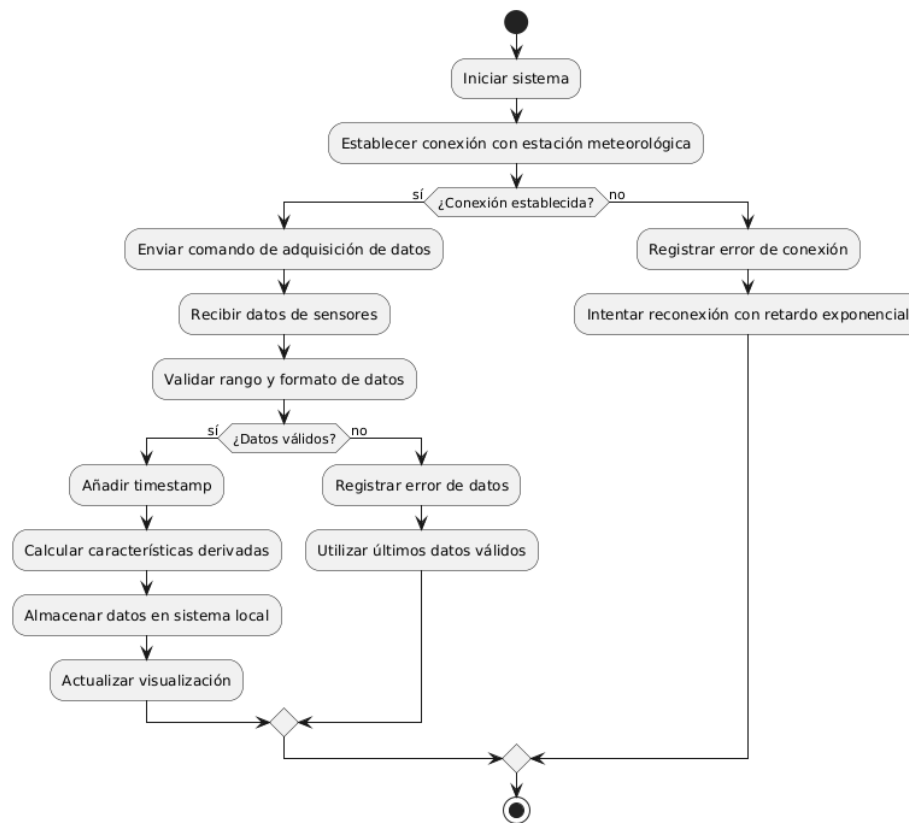 Iniciar sistema
Establecer conexión con estación meteorológica
sí
¿Conexión establecida?
no
Enviar comando de adquisición de datos
Registrar error de conexión
Recibir datos de sensores
Intentar reconexión con retardo exponencial
Validar rango y formato de datos
sí
¿Datos válidos?
no
Añadir timestamp
Registrar error de datos
Calcular características derivadas
Utilizar últimos datos válidos
Almacenar datos en sistema local
Actualizar visualización